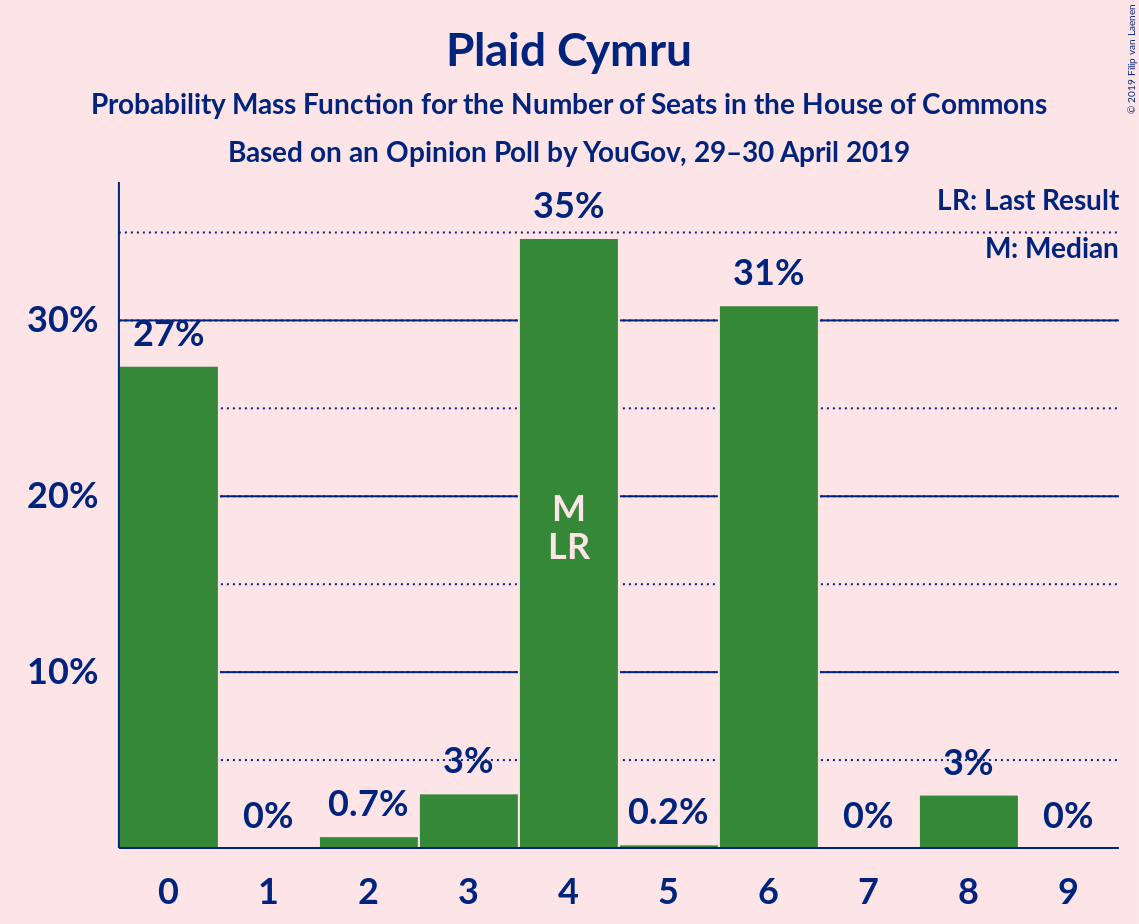 Plaid Cymru
Probability Mass Function for the Number of Seats in the House of Commons
Based on an Opinion Poll by YouGov, 29–30 April 2019
© 2019 Filip van Laenen
LR: Last Result
M: Median
35%
31%
30%
27%
20%
M
LR
10%
3%
3%
0%
0.7%
0.2%
0%
0%
0 1 2 3 4 5 6 7 8 9